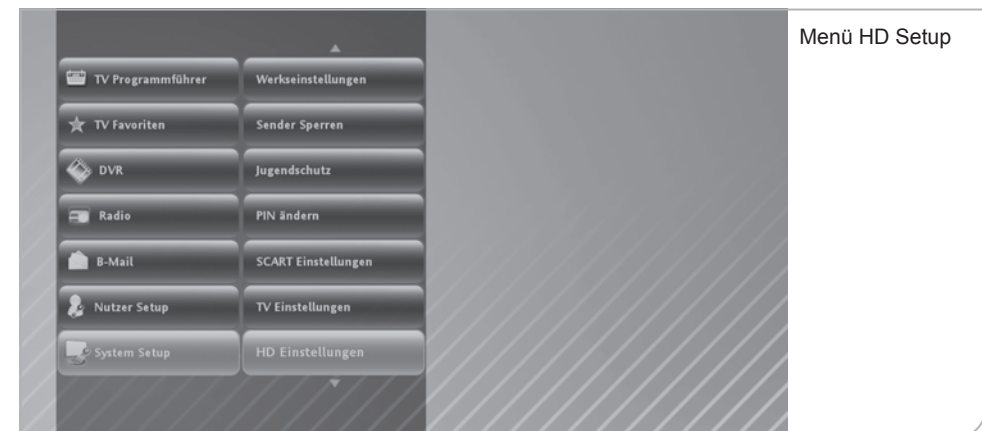 Menü HD Setup
TV Programmführer
Werkseinstellungen
TV Favoriten
Sender Sperren
DVR
Jugendschutz
Radio
PIN ändern
B-Mail
SCART Einstellungen
Nutzer Setup
TV Einstellungen
System Setup
HD Einstellungen